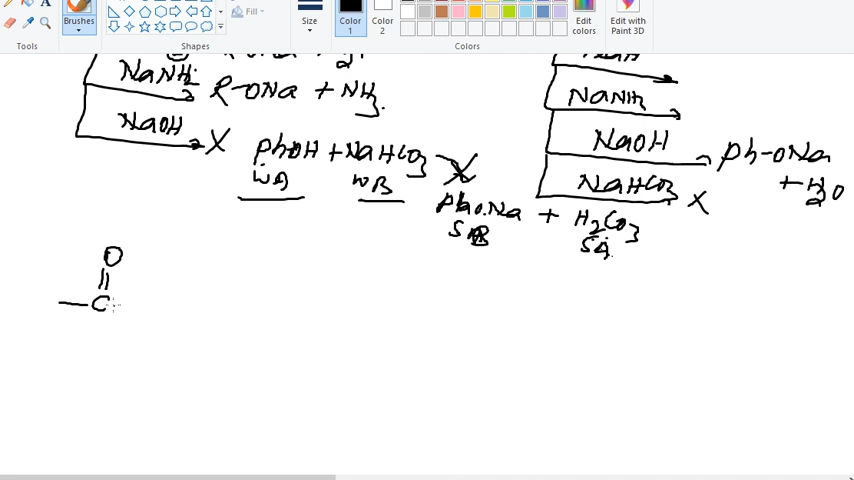 Brushes
Fill
Size
Color
1
Color
2
Edit
colors
Edit with
Paint 3D
Tools
Shapes
Colors
NaNH2
R-ONa + NH3
NaOH X
PhOH + NaHCO3 X
WA WB
PhONa + H2CO3
SB SA
NaNH2
NaOH
Ph-ONa
+ H2O
NaHCO3 X
O
||
—C